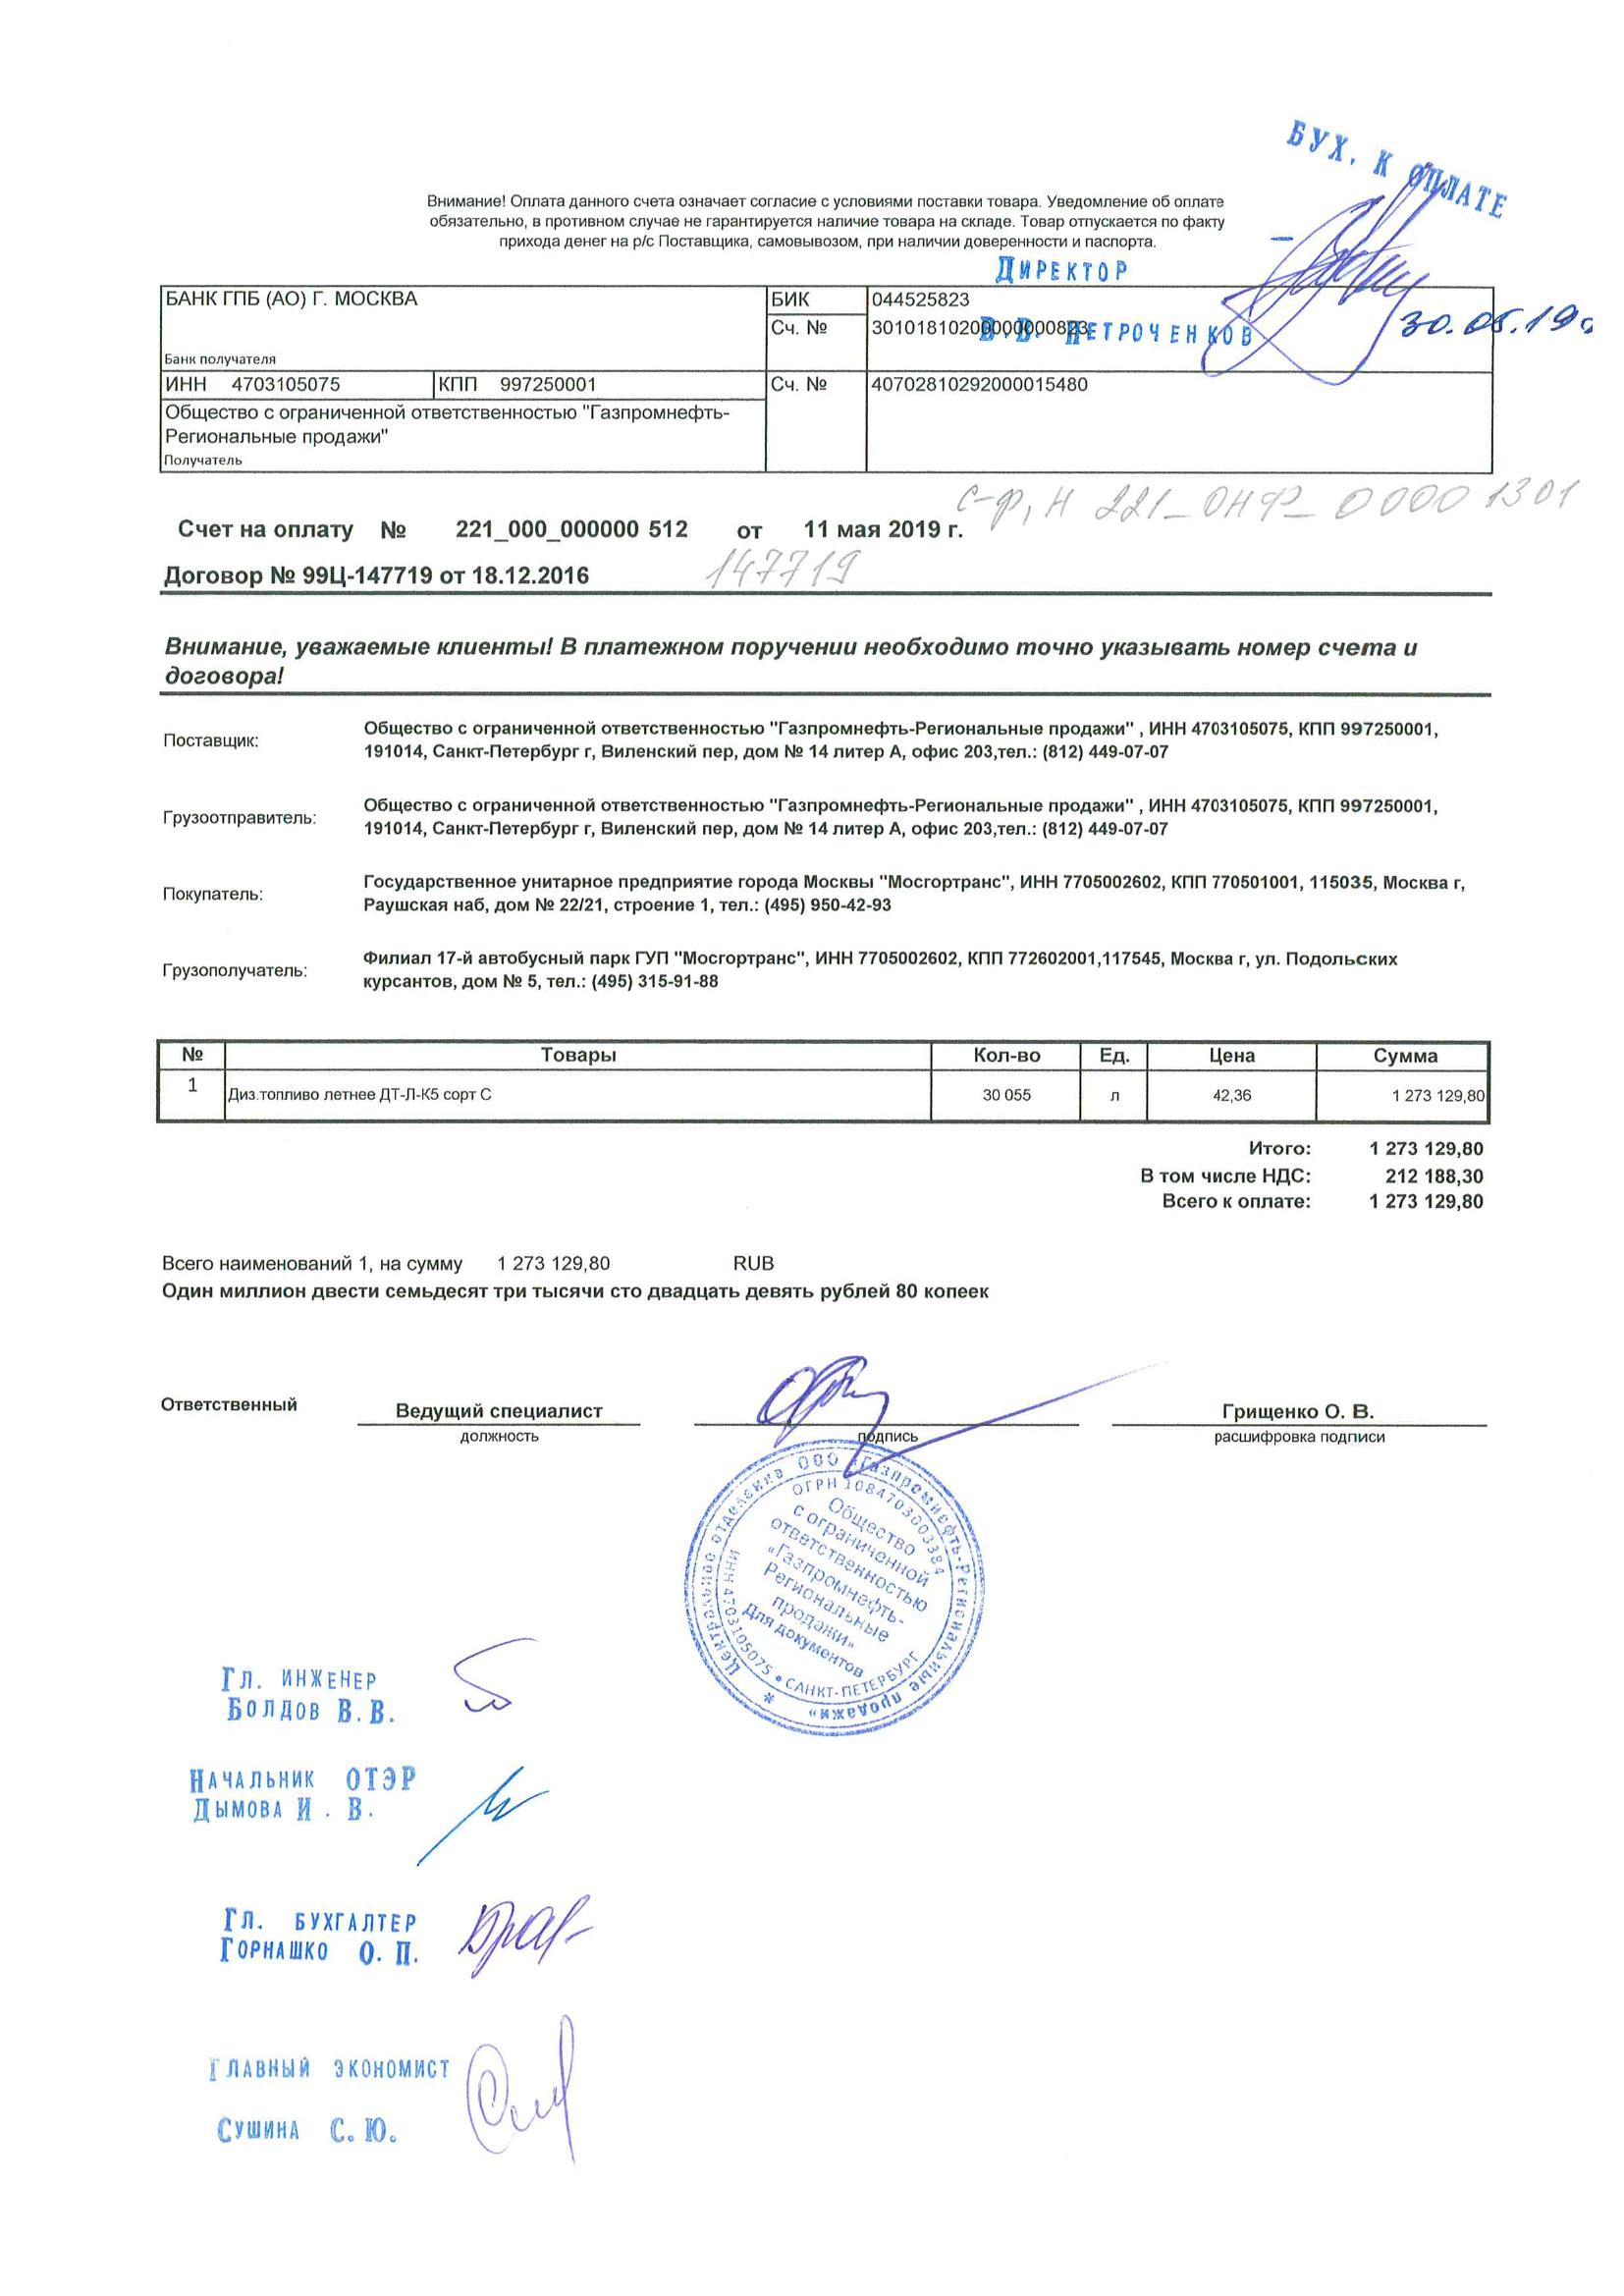 БУХ. К ОПЛАТЕ
Внимание! Оплата данного счета означает согласие с условиями поставки товара. Уведомление об оплате
обязательно, в противном случае не гарантируется наличие товара на складе. Товар отпускается по факту
прихода денег на р/с Поставщика, самовывозом, при наличии доверенности и паспорта.
ДИРЕКТОР
БАНК ГПБ (АО) Г. МОСКВА БИК 044525823
Сч. № 30101810200000000823
В.В. ПЕТРОЧЕНКОВ
30.05.19г
Банк получателя
ИНН 4703105075 КПП 997250001 Сч. № 40702810292000015480
Общество с ограниченной ответственностью "Газпромнефть-
Региональные продажи"
Получатель
с-ф, Н 221_ОНФ_00001301
Счет на оплату № 221_000_000000 512 от 11 мая 2019 г.
Договор № 99Ц-147719 от 18.12.2016 147719
Внимание, уважаемые клиенты! В платежном поручении необходимо точно указывать номер счета и
договора!
Поставщик: Общество с ограниченной ответственностью "Газпромнефть-Региональные продажи" , ИНН 4703105075, КПП 997250001,
191014, Санкт-Петербург г, Виленский пер, дом № 14 литер А, офис 203,тел.: (812) 449-07-07
Грузоотправитель: Общество с ограниченной ответственностью "Газпромнефть-Региональные продажи" , ИНН 4703105075, КПП 997250001,
191014, Санкт-Петербург г, Виленский пер, дом № 14 литер А, офис 203,тел.: (812) 449-07-07
Покупатель: Государственное унитарное предприятие города Москвы "Мосгортранс", ИНН 7705002602, КПП 770501001, 115035, Москва г,
Раушская наб, дом № 22/21, строение 1, тел.: (495) 950-42-93
Грузополучатель: Филиал 17-й автобусный парк ГУП "Мосгортранс", ИНН 7705002602, КПП 772602001,117545, Москва г, ул. Подольских
курсантов, дом № 5, тел.: (495) 315-91-88
№ Товары Кол-во Ед. Цена Сумма
1 Диз.топливо летнее ДТ-Л-К5 сорт С 30 055 л 42,36 1 273 129,80
Итого: 1 273 129,80
В том числе НДС: 212 188,30
Всего к оплате: 1 273 129,80
Всего наименований 1, на сумму 1 273 129,80 RUB
Один миллион двести семьдесят три тысячи сто двадцать девять рублей 80 копеек
Ответственный Ведущий специалист Грищенко О. В.
должность подпись расшифровка подписи
Центральное отделение ООО «Газпромнефть-Региональные продажи» *
ОГРН 1084703003384
ИНН 4703105075 • САНКТ-ПЕТЕРБУРГ
Общество
с ограниченной
ответственностью
«Газпромнефть-
Региональные
продажи»
Для документов
ГЛ. ИНЖЕНЕР
БОЛДОВ В.В.
НАЧАЛЬНИК ОТЭР
ДЫМОВА И. В.
ГЛ. БУХГАЛТЕР
ГОРНАШКО О. П.
ГЛАВНЫЙ ЭКОНОМИСТ
СУШИНА С. Ю.